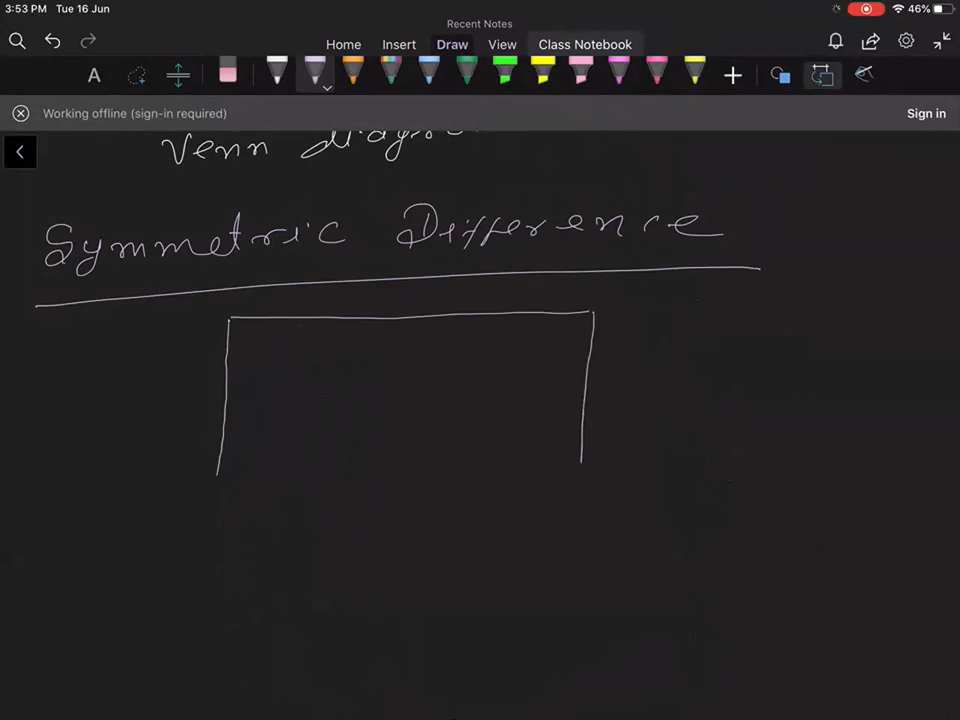 3:53 PM Tue 16 Jun 46%
Recent Notes
Home Insert Draw View Class Notebook
A
Working offline (sign-in required) Sign in
Venn
Symmetric Difference